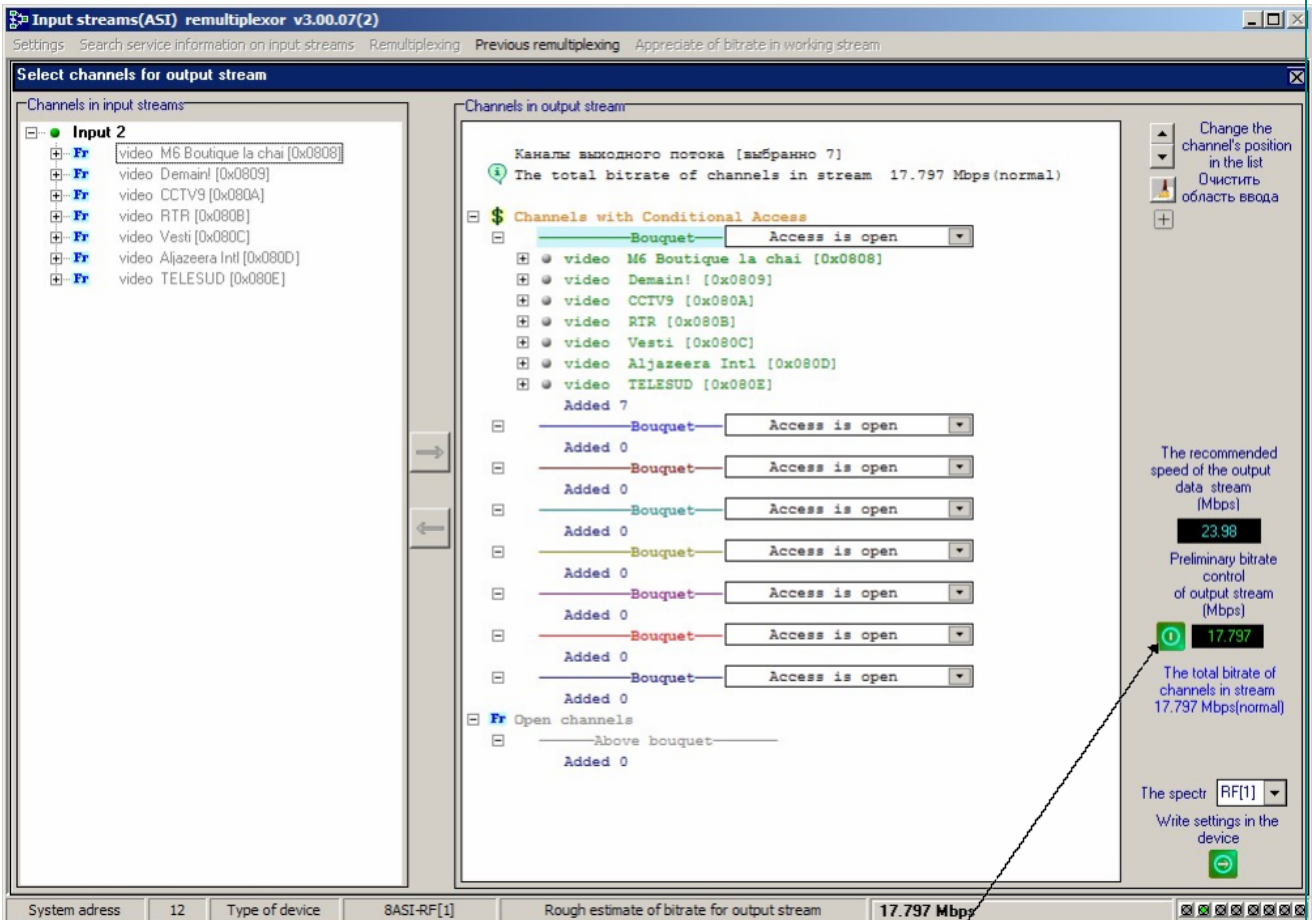 Input streams(ASI) remultiplexor v3.00.07(2)
Settings Search service information on input streams Remultiplexing Previous remultiplexing Appreciate of bitrate in working stream
Select channels for output stream
Channels in input streams
Input 2
Fr video M6 Boutique la chai [0x0808]
Fr video Demain! [0x0809]
Fr video CCTV9 [0x080A]
Fr video RTR [0x080B]
Fr video Vesti [0x080C]
Fr video Aljazeera Intl [0x080D]
Fr video TELESUD [0x080E]
Channels in output stream
Каналы выходного потока [выбранно 7]
The total bitrate of channels in stream 17.797 Mbps(normal)
$ Channels with Conditional Access
Bouquet Access is open
video M6 Boutique la chai [0x0808]
video Demain! [0x0809]
video CCTV9 [0x080A]
video RTR [0x080B]
video Vesti [0x080C]
video Aljazeera Intl [0x080D]
video TELESUD [0x080E]
Added 7
Bouquet Access is open
Added 0
Bouquet Access is open
Added 0
Bouquet Access is open
Added 0
Bouquet Access is open
Added 0
Bouquet Access is open
Added 0
Bouquet Access is open
Added 0
Bouquet Access is open
Added 0
Fr Open channels
Above bouquet
Added 0
Change the
channel's position
in the list
Очистить
область ввода
The recommended
speed of the output
data stream
(Mbps)
23.98
Preliminary bitrate
control
of output stream
(Mbps)
17.797
The total bitrate of
channels in stream
17.797 Mbps(normal)
The spectr RF[1]
Write settings in the
device
System adress 12 Type of device 8ASI-RF[1] Rough estimate of bitrate for output stream 17.797 Mbps